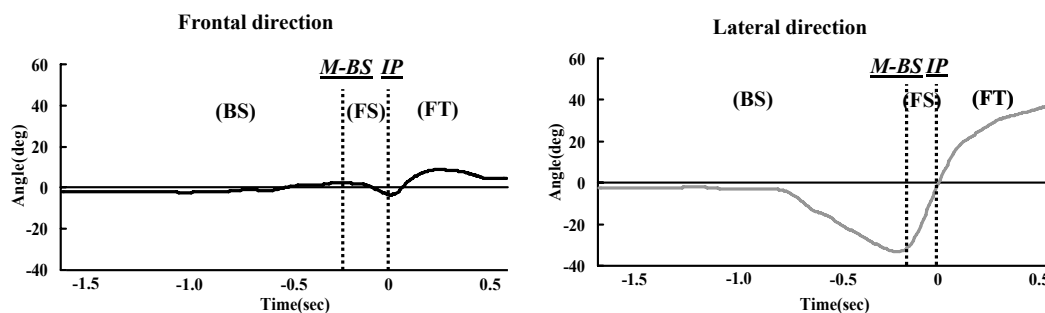 Frontal direction
M-BS IP
(BS)
(FS)
(FT)
60
40
20
0
-20
-40
Angle(deg)
-1.5
-1.0
-0.5
0
0.5
Time(sec)
Lateral direction
M-BS IP
(BS)
(FS)
(FT)
60
40
20
0
-20
-40
Angle(deg)
-1.5
-1.0
-0.5
0
0.5
Time(sec)